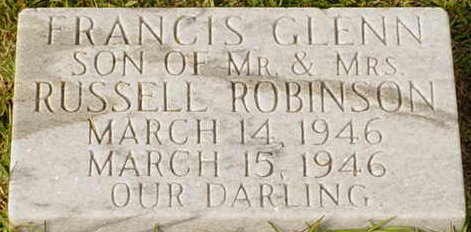 FRANCIS GLENN
SON OF MR. & MRS.
RUSSELL ROBINSON
MARCH 14, 1946
MARCH 15, 1946
OUR DARLING.